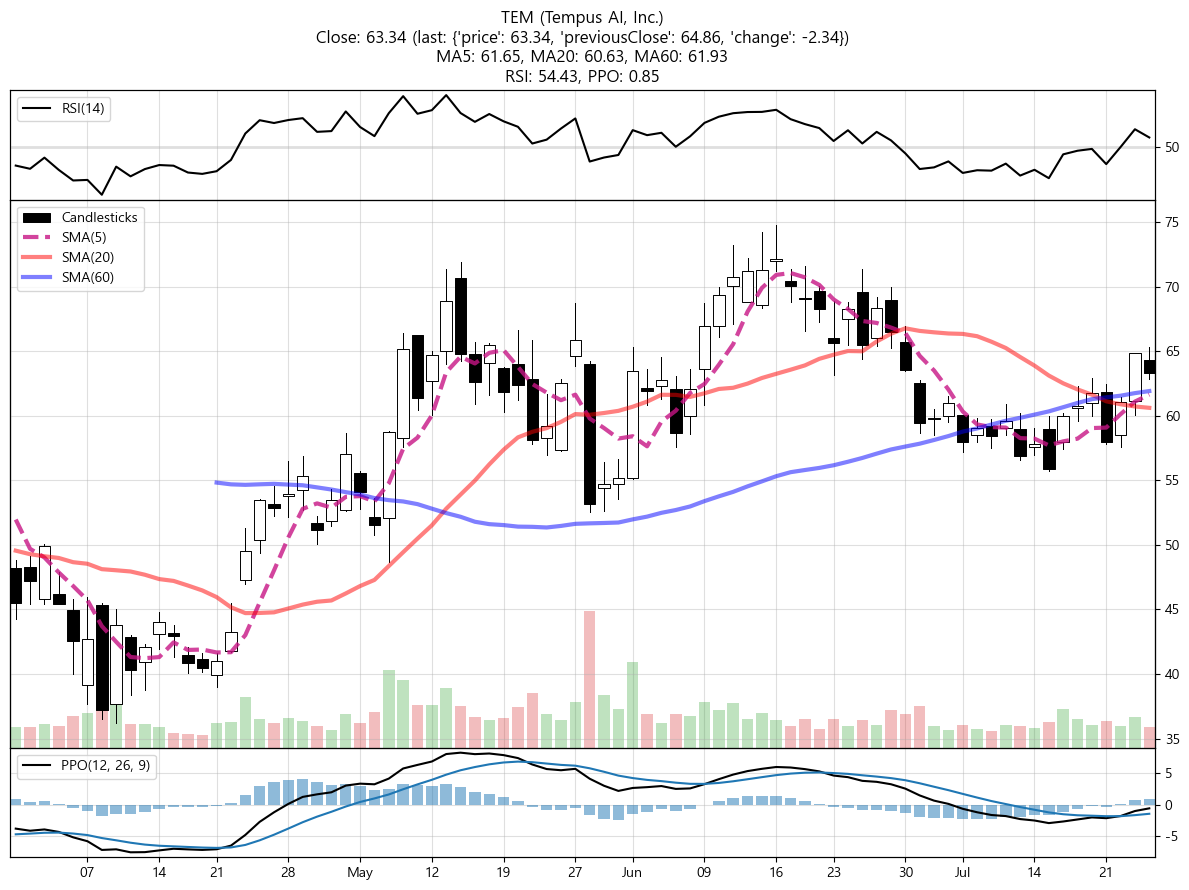 TEM (Tempus AI, Inc.)
Close: 63.34 (last: {'price': 63.34, 'previousClose': 64.86, 'change': -2.34})
MA5: 61.65, MA20: 60.63, MA60: 61.93
RSI: 54.43, PPO: 0.85
RSI(14)
50
Candlesticks
SMA(5)
SMA(20)
SMA(60)
75
70
65
60
55
50
45
40
35
PPO(12, 26, 9)
5
0
-5
07 14 21 28 May 12 19 27 Jun 09 16 23 30 Jul 14 21